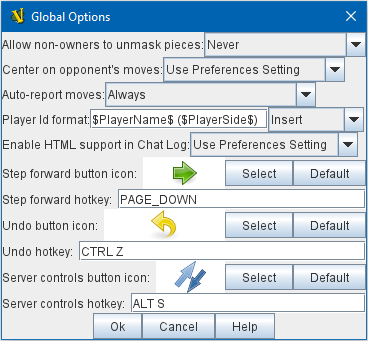 Global Options
Allow non-owners to unmask pieces: Never
Center on opponent's moves: Use Preferences Setting
Auto-report moves: Always
Player Id format: $PlayerName$ ($PlayerSide$) Insert
Enable HTML support in Chat Log: Use Preferences Setting
Step forward button icon: Select Default
Step forward hotkey: PAGE_DOWN
Undo button icon: Select Default
Undo hotkey: CTRL Z
Server controls button icon: Select Default
Server controls hotkey: ALT S
Ok Cancel Help